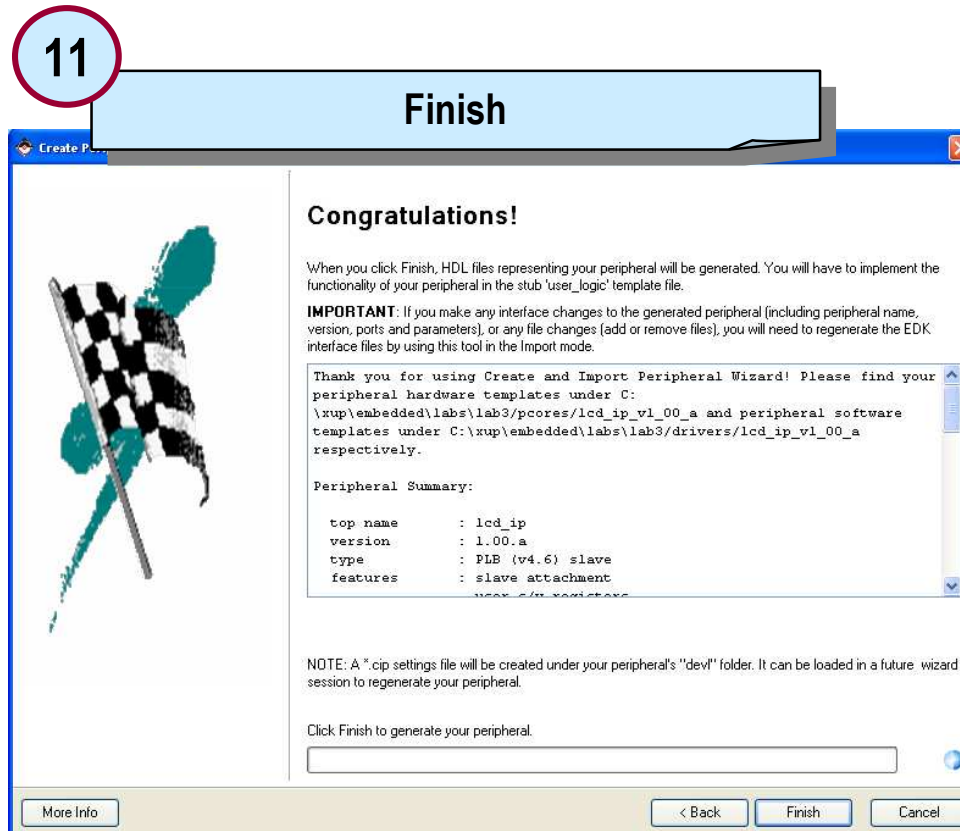 11
Finish
Create P
Congratulations!
When you click Finish, HDL files representing your peripheral will be generated. You will have to implement the
functionality of your peripheral in the stub 'user_logic' template file.
IMPORTANT: If you make any interface changes to the generated peripheral (including peripheral name,
version, ports and parameters), or any file changes (add or remove files), you will need to regenerate the EDK
interface files by using this tool in the Import mode.
Thank you for using Create and Import Peripheral Wizard! Please find your
peripheral hardware templates under C:
\xup\embedded\labs\lab3/pcores/lcd_ip_v1_00_a and peripheral software
templates under C:\xup\embedded\labs\lab3/drivers/lcd_ip_v1_00_a
respectively.
Peripheral Summary:
top name : lcd_ip
version : 1.00.a
type : PLB (v4.6) slave
features : slave attachment
user s/w registers
NOTE: A *.cip settings file will be created under your peripheral's "devl" folder. It can be loaded in a future wizard
session to regenerate your peripheral.
Click Finish to generate your peripheral.
More Info
< Back
Finish
Cancel